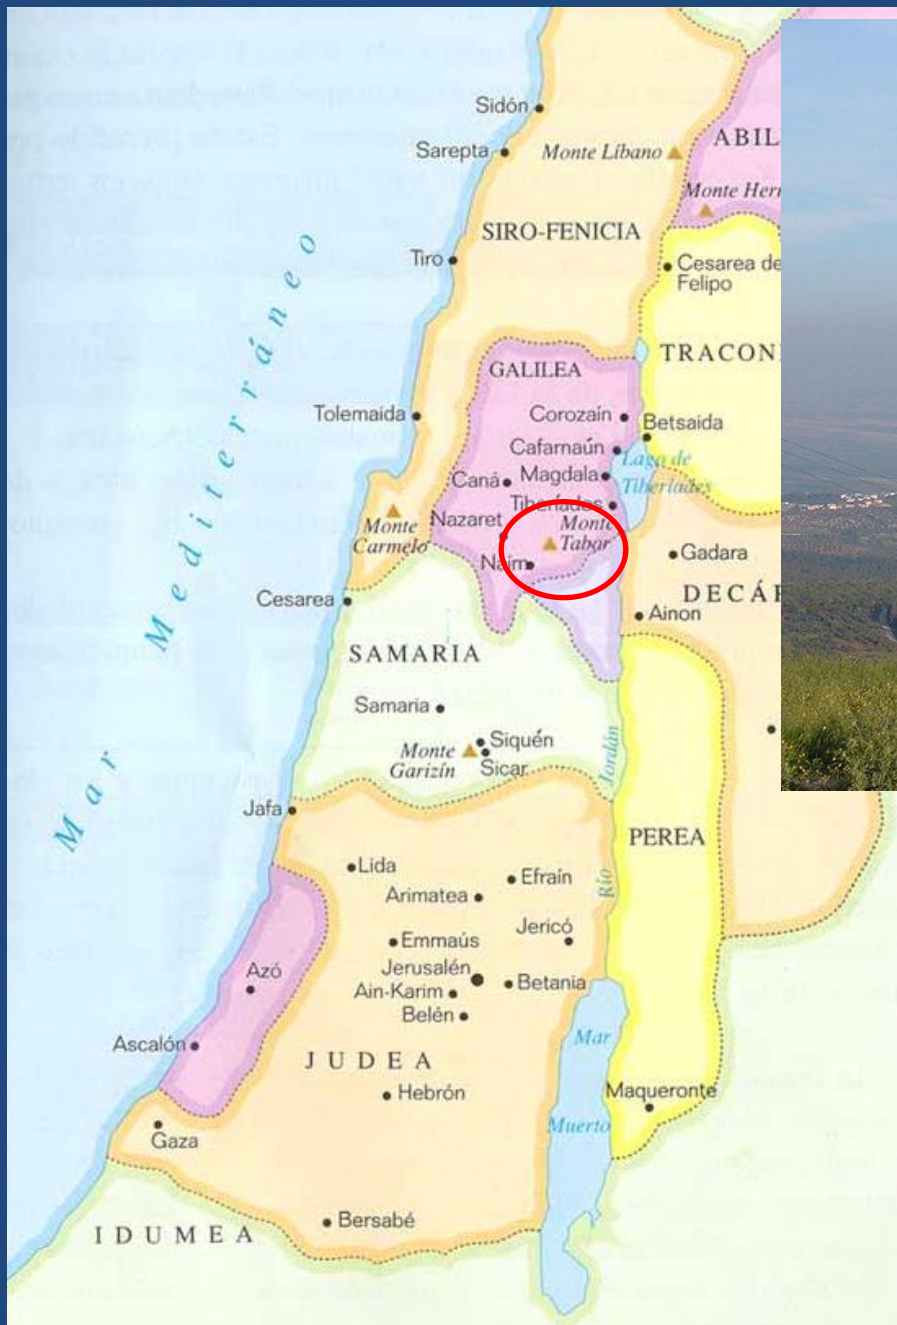 Sidón
Sarepta
Monte Líbano
ABIL
Monte Her
SIRO-FENICIA
Tiro
Cesarea de
Felipo
TRACON
GALILEA
Tolemaida
Corozaín
Betsaida
Cafarnaún
Lago de
Tiberíades
Caná
Magdala
Tiberíades
Nazaret
Monte
Tabor
Monte
Carmelo
Naím
Gadara
DECÁP
Cesarea
Ainon
SAMARIA
Samaria
Siquén
Monte
Garizín
Sicar
Mar Mediterráneo
Río Jordán
Jafa
PEREA
Lida
Efraín
Arimatea
Emmaús
Jericó
Jerusalén
Azó
Betania
Ain-Karim
Belén
Ascalón
Mar
Muerto
JUDEA
Hebrón
Maqueronte
Gaza
Bersabé
IDUMEA